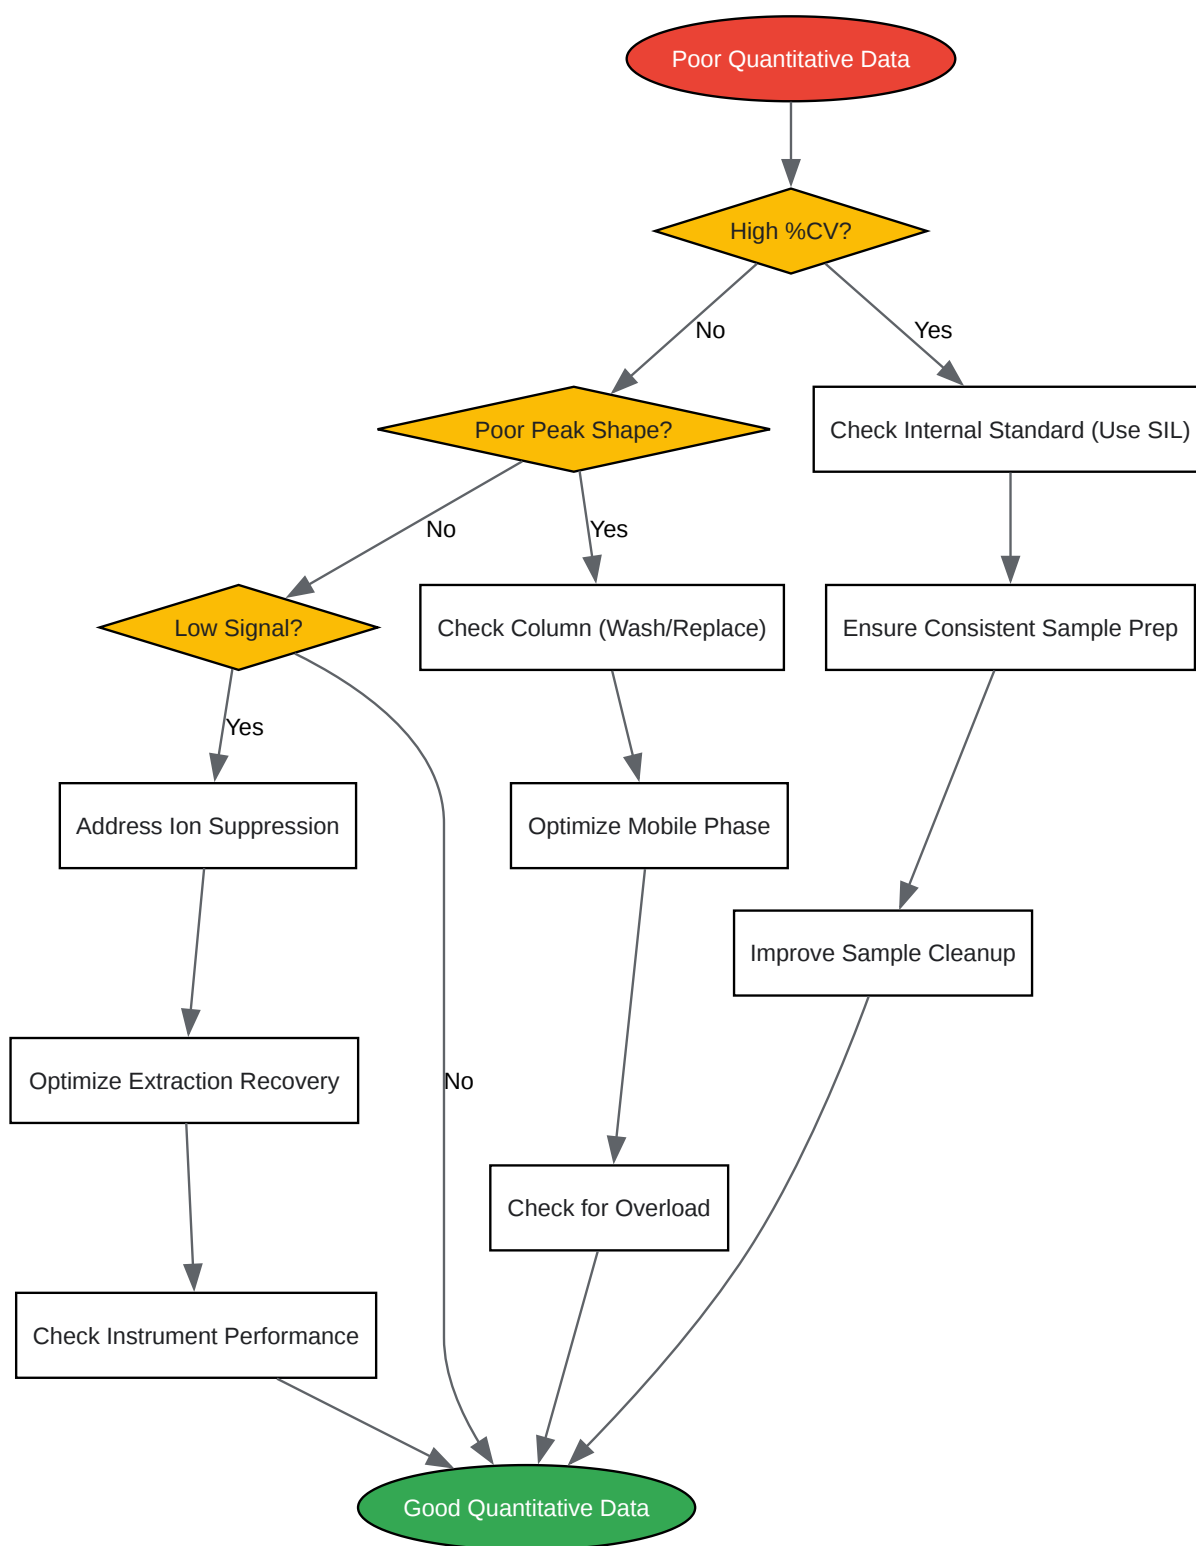 Poor Quantitative Data
High %CV?
No
Yes
Poor Peak Shape?
Check Internal Standard (Use SIL)
No
Yes
Low Signal?
Check Column (Wash/Replace)
Ensure Consistent Sample Prep
Yes
Address Ion Suppression
Optimize Mobile Phase
Improve Sample Cleanup
Optimize Extraction Recovery
No
Check for Overload
Check Instrument Performance
Good Quantitative Data